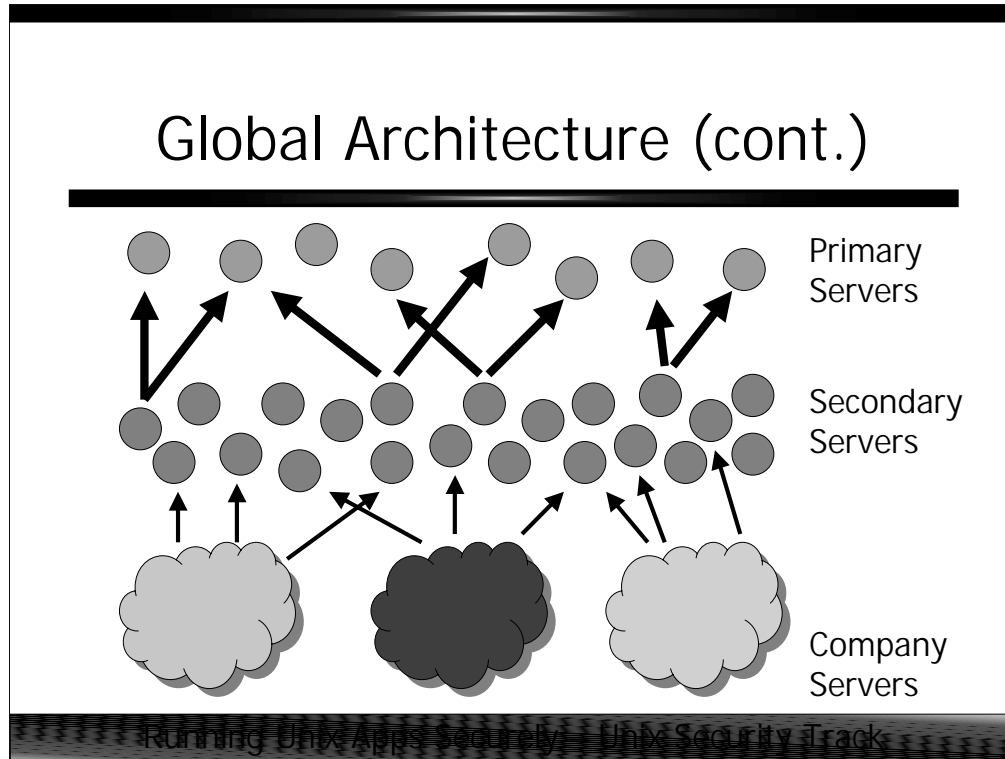 Global Architecture (cont.)
Primary
Servers
Secondary
Servers
Company
Servers
Running Unix Apps Securely - Unix Security Track